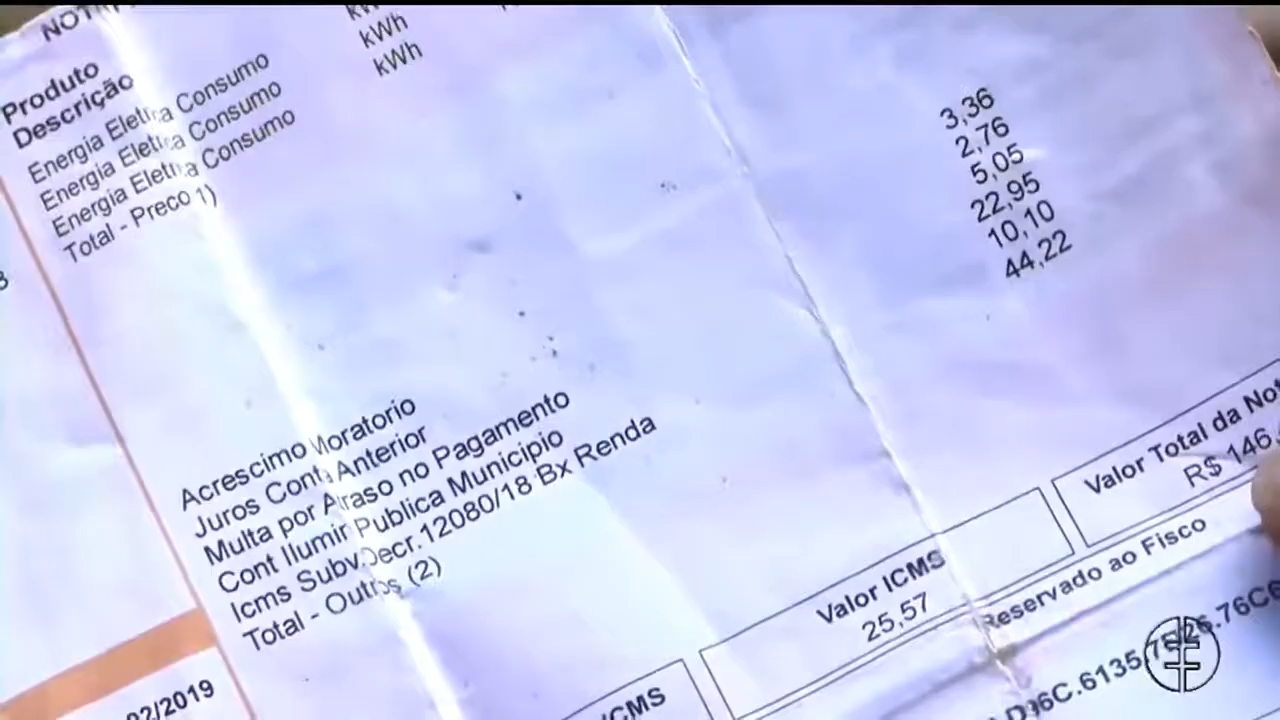 Produto
Descrição
Energia Eletrica Consumo kWh
Energia Eletrica Consumo kWh
Energia Eletrica Consumo kWh
Total - Preco 1)
Acrescimo Moratorio 3,36
Juros Conta Anterior 2,76
Multa por Atraso no Pagamento 5,05
Cont Ilumin Publica Municipio 22,95
Icms Subv.Decr.12080/18 Bx Renda 10,10
Total - Outros (2) 44,22
Valor Total da
R$ 146,
Valor ICMS
25,57
Reservado ao Fisco
02/2019